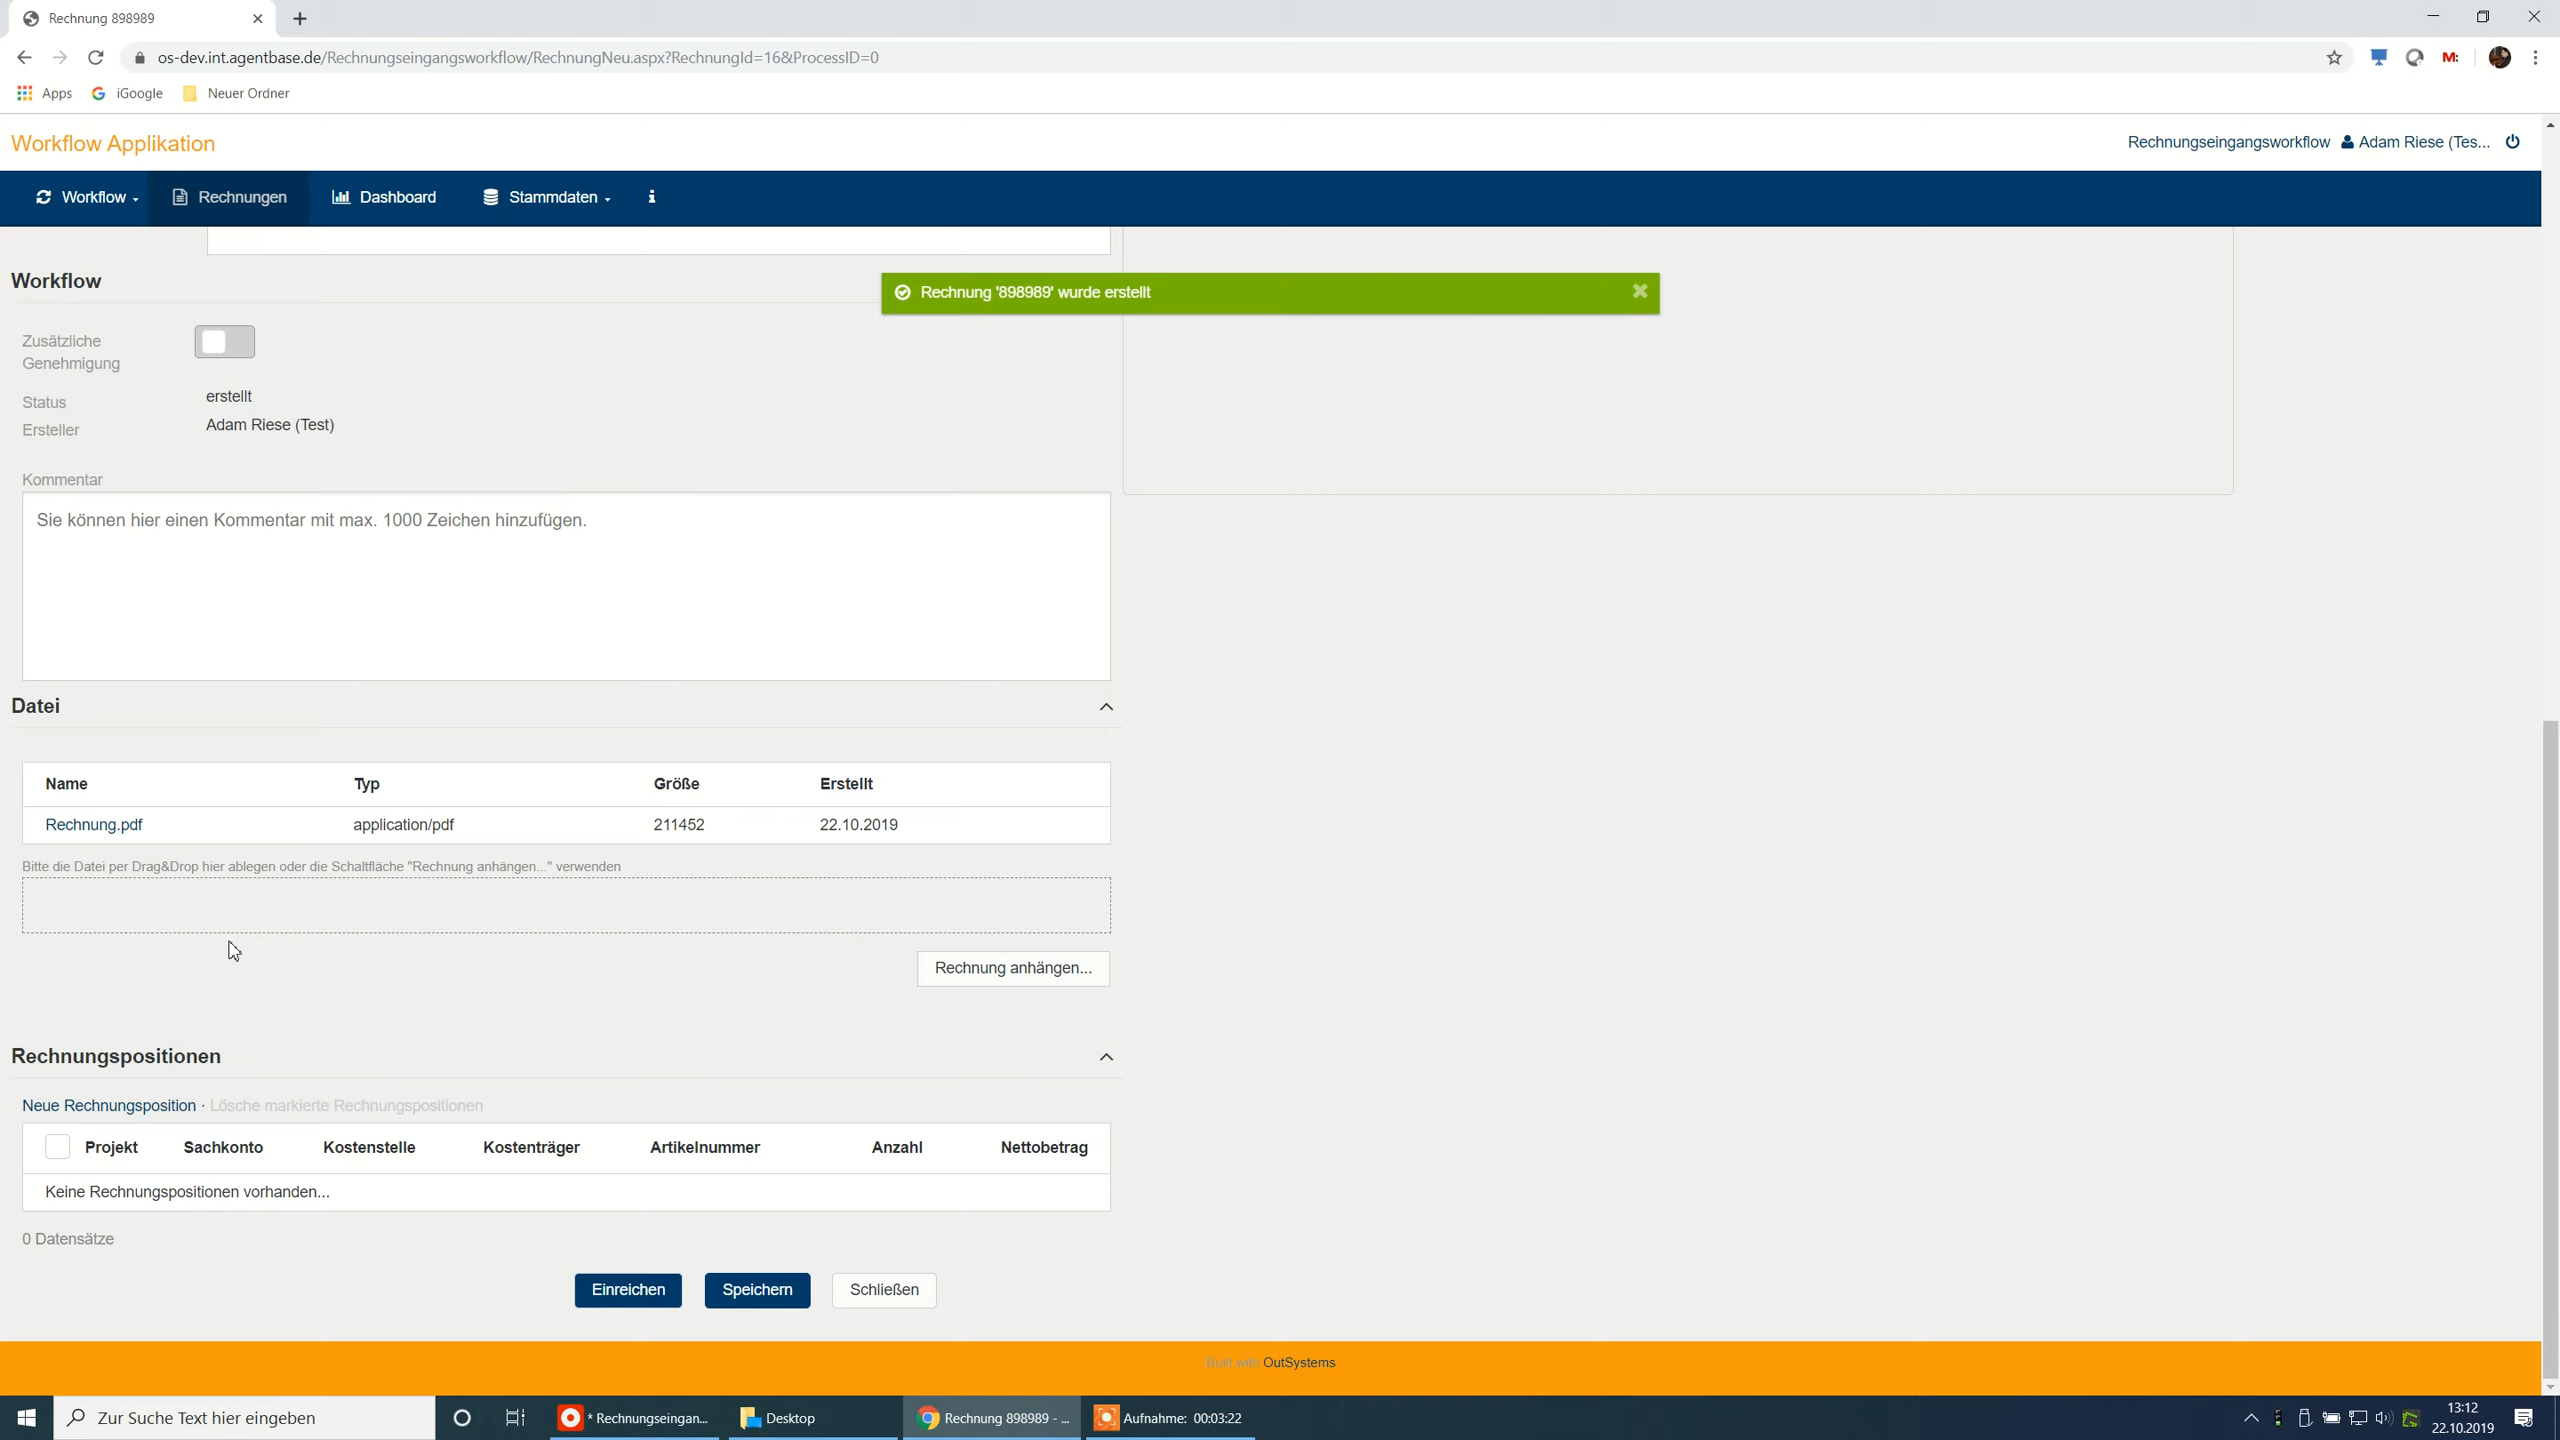 Rechnung 898989
os-dev.int.agentbase.de/Rechnungseingangsworkflow/RechnungNeu.aspx?RechnungId=16&ProcessID=0
M:
Apps iGoogle Neuer Ordner
Workflow Applikation
Rechnungseingangsworkflow Adam Riese (Tes...
Workflow Rechnungen Dashboard Stammdaten i
Workflow
Rechnung '898989' wurde erstellt
Zusätzliche
Genehmigung
Status erstellt
Ersteller Adam Riese (Test)
Kommentar
Sie können hier einen Kommentar mit max. 1000 Zeichen hinzufügen.
Datei
Name Typ Größe Erstellt
Rechnung.pdf application/pdf 211452 22.10.2019
Bitte die Datei per Drag&Drop hier ablegen oder die Schaltfläche "Rechnung anhängen..." verwenden
Rechnung anhängen...
Rechnungspositionen
Neue Rechnungsposition · Lösche markierte Rechnungspositionen
Projekt Sachkonto Kostenstelle Kostenträger Artikelnummer Anzahl Nettobetrag
Keine Rechnungspositionen vorhanden...
0 Datensätze
Einreichen Speichern Schließen
Built with OutSystems
Zur Suche Text hier eingeben
* Rechnungseingan... Desktop Rechnung 898989 - ... Aufnahme: 00:03:22
13:12
22.10.2019